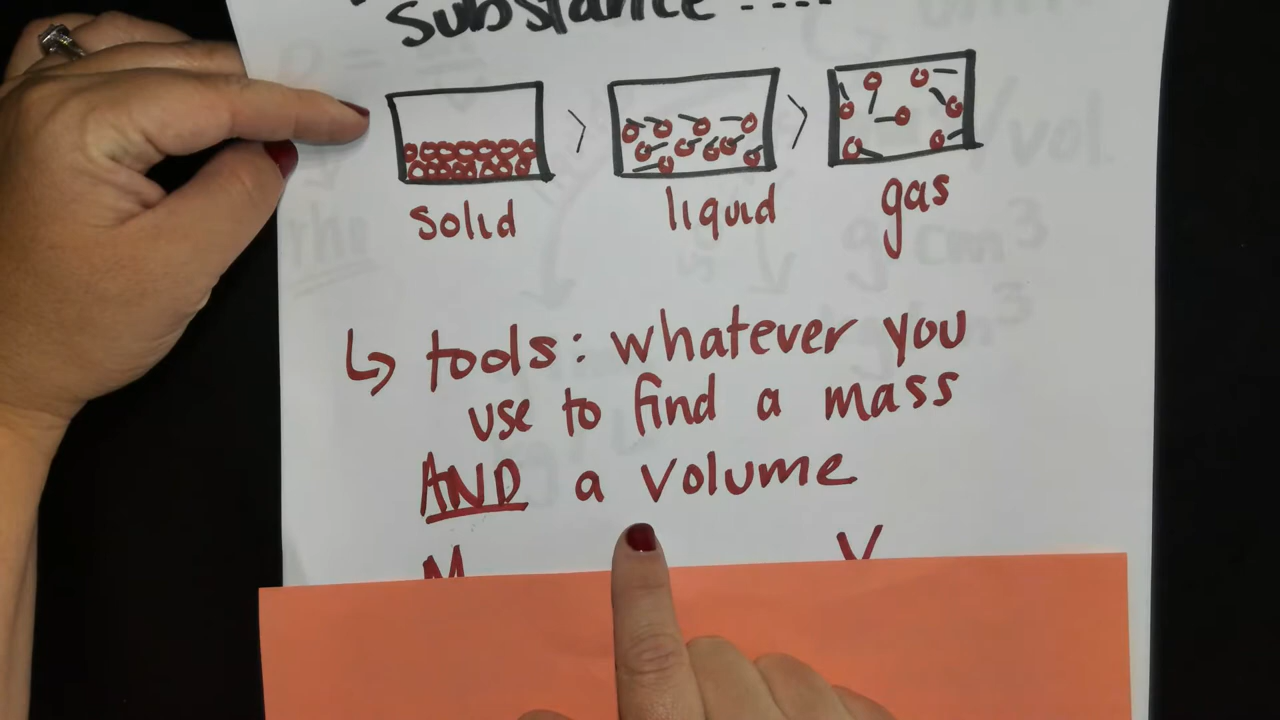 Substance ....
> >
solid liquid gas
↳ tools: whatever you
use to find a mass
AND a volume
M V